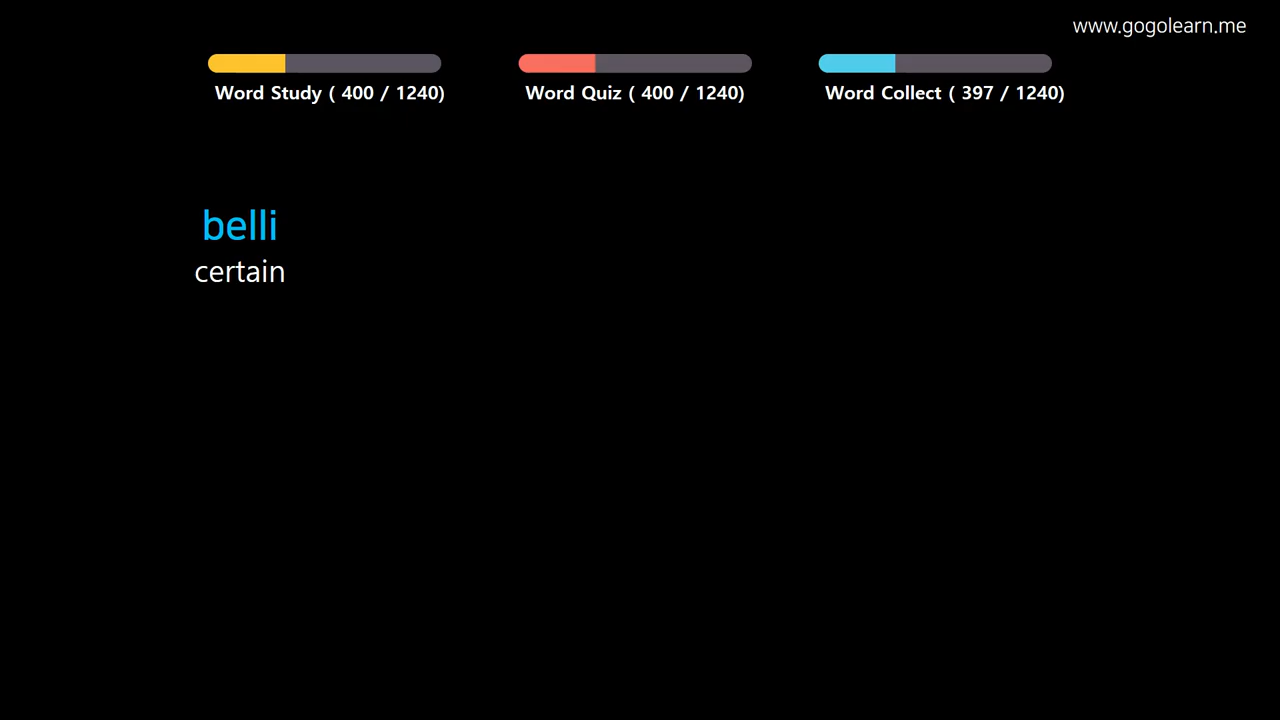 www.gogolearn.me
Word Study ( 400 / 1240)
Word Quiz ( 400 / 1240)
Word Collect ( 397 / 1240)
belli
certain